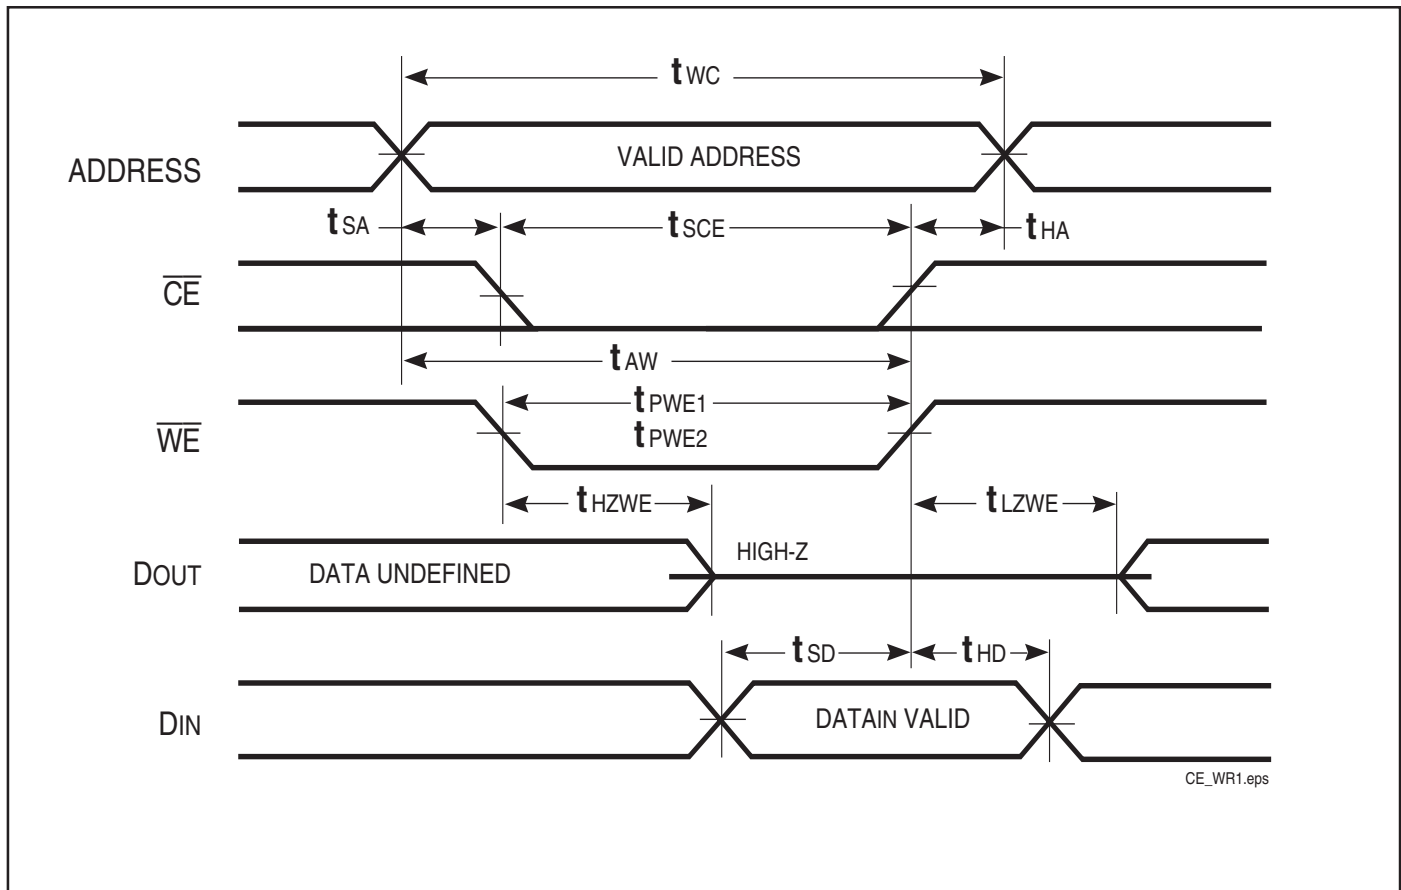 tWC
VALID ADDRESS
ADDRESS
tSA
tSCE
tHA
CE
tAW
tPWE1
WE
tPWE2
tHZWE
tLZWE
HIGH-Z
DOUT
DATA UNDEFINED
tSD
tHD
DIN
DATAIN VALID
CE_WR1.eps